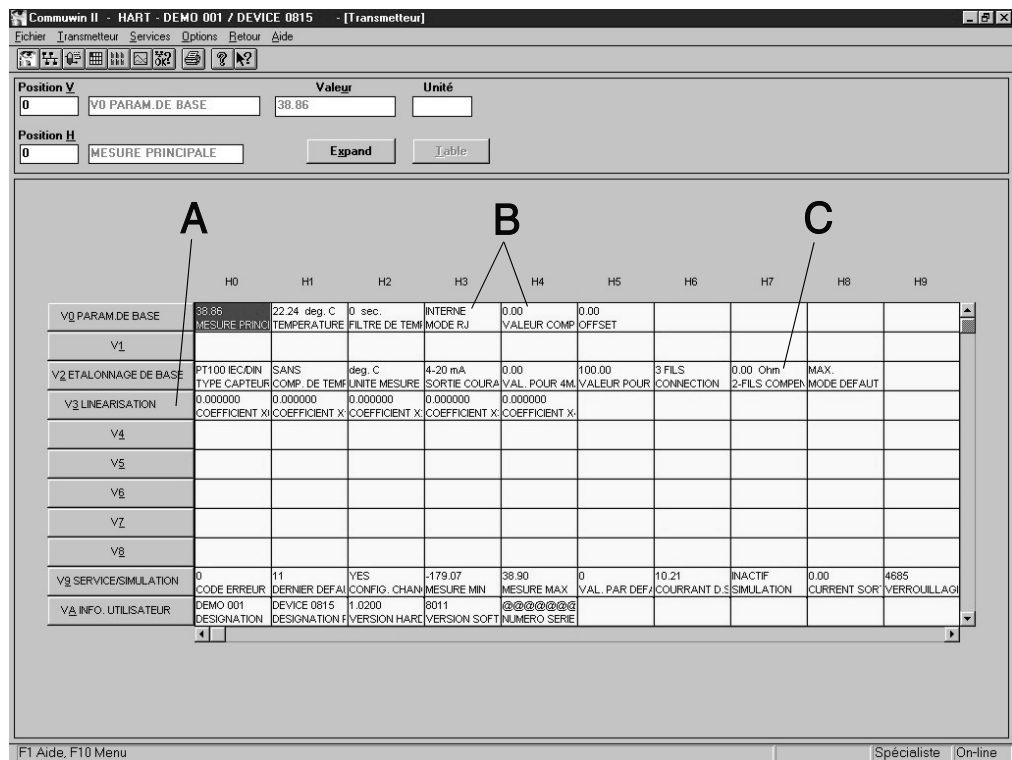 Commuwin II - HART - DEMO 001 / DEVICE 0815 - [Transmetteur]
Fichier Transmetteur Services Options Retour Aide
Position V Valeur Unité
0 V0 PARAM.DE BASE 38.86
Position H
0 MESURE PRINCIPALE Expand Table
A B C
H0 H1 H2 H3 H4 H5 H6 H7 H8 H9
V0 PARAM.DE BASE
38.86 22.24 deg. C 0 sec. INTERNE 0.00 0.00
MESURE PRINCI TEMPERATURE FILTRE DE TEMF MODE RJ VALEUR COMP OFFSET
V1
V2 ETALONNAGE DE BASE
PT100 IEC/DIN SANS deg. C 4-20 mA 0.00 100.00 3 FILS 0.00 Ohm MAX.
TYPE CAPTEUR COMP. DE TEMF UNITE MESURE SORTIE COURA VAL. POUR 4M. VALEUR POUR CONNECTION 2-FILS COMPEN MODE DEFAUT
V3 LINEARISATION
0.000000 0.000000 0.000000 0.000000 0.000000
COEFFICIENT X COEFFICIENT X COEFFICIENT X COEFFICIENT X COEFFICIENT X
V4
V5
V6
V7
V8
V9 SERVICE/SIMULATION
0 11 YES -179.07 38.90 0 10.21 INACTIF 0.00 4685
CODE ERREUR DERNIER DEFAU CONFIG. CHAN MESURE MIN MESURE MAX VAL. PAR DEFA COURRANT D.S SIMULATION CURRENT SOR VERROUILLAGI
VA INFO. UTILISATEUR
DEMO 001 DEVICE 0815 1.0200 8011 @@@@@@@
DESIGNATION DESIGNATION F VERSION HARD VERSION SOFT NUMERO SERIE
F1 Aide, F10 Menu Spécialiste On-line